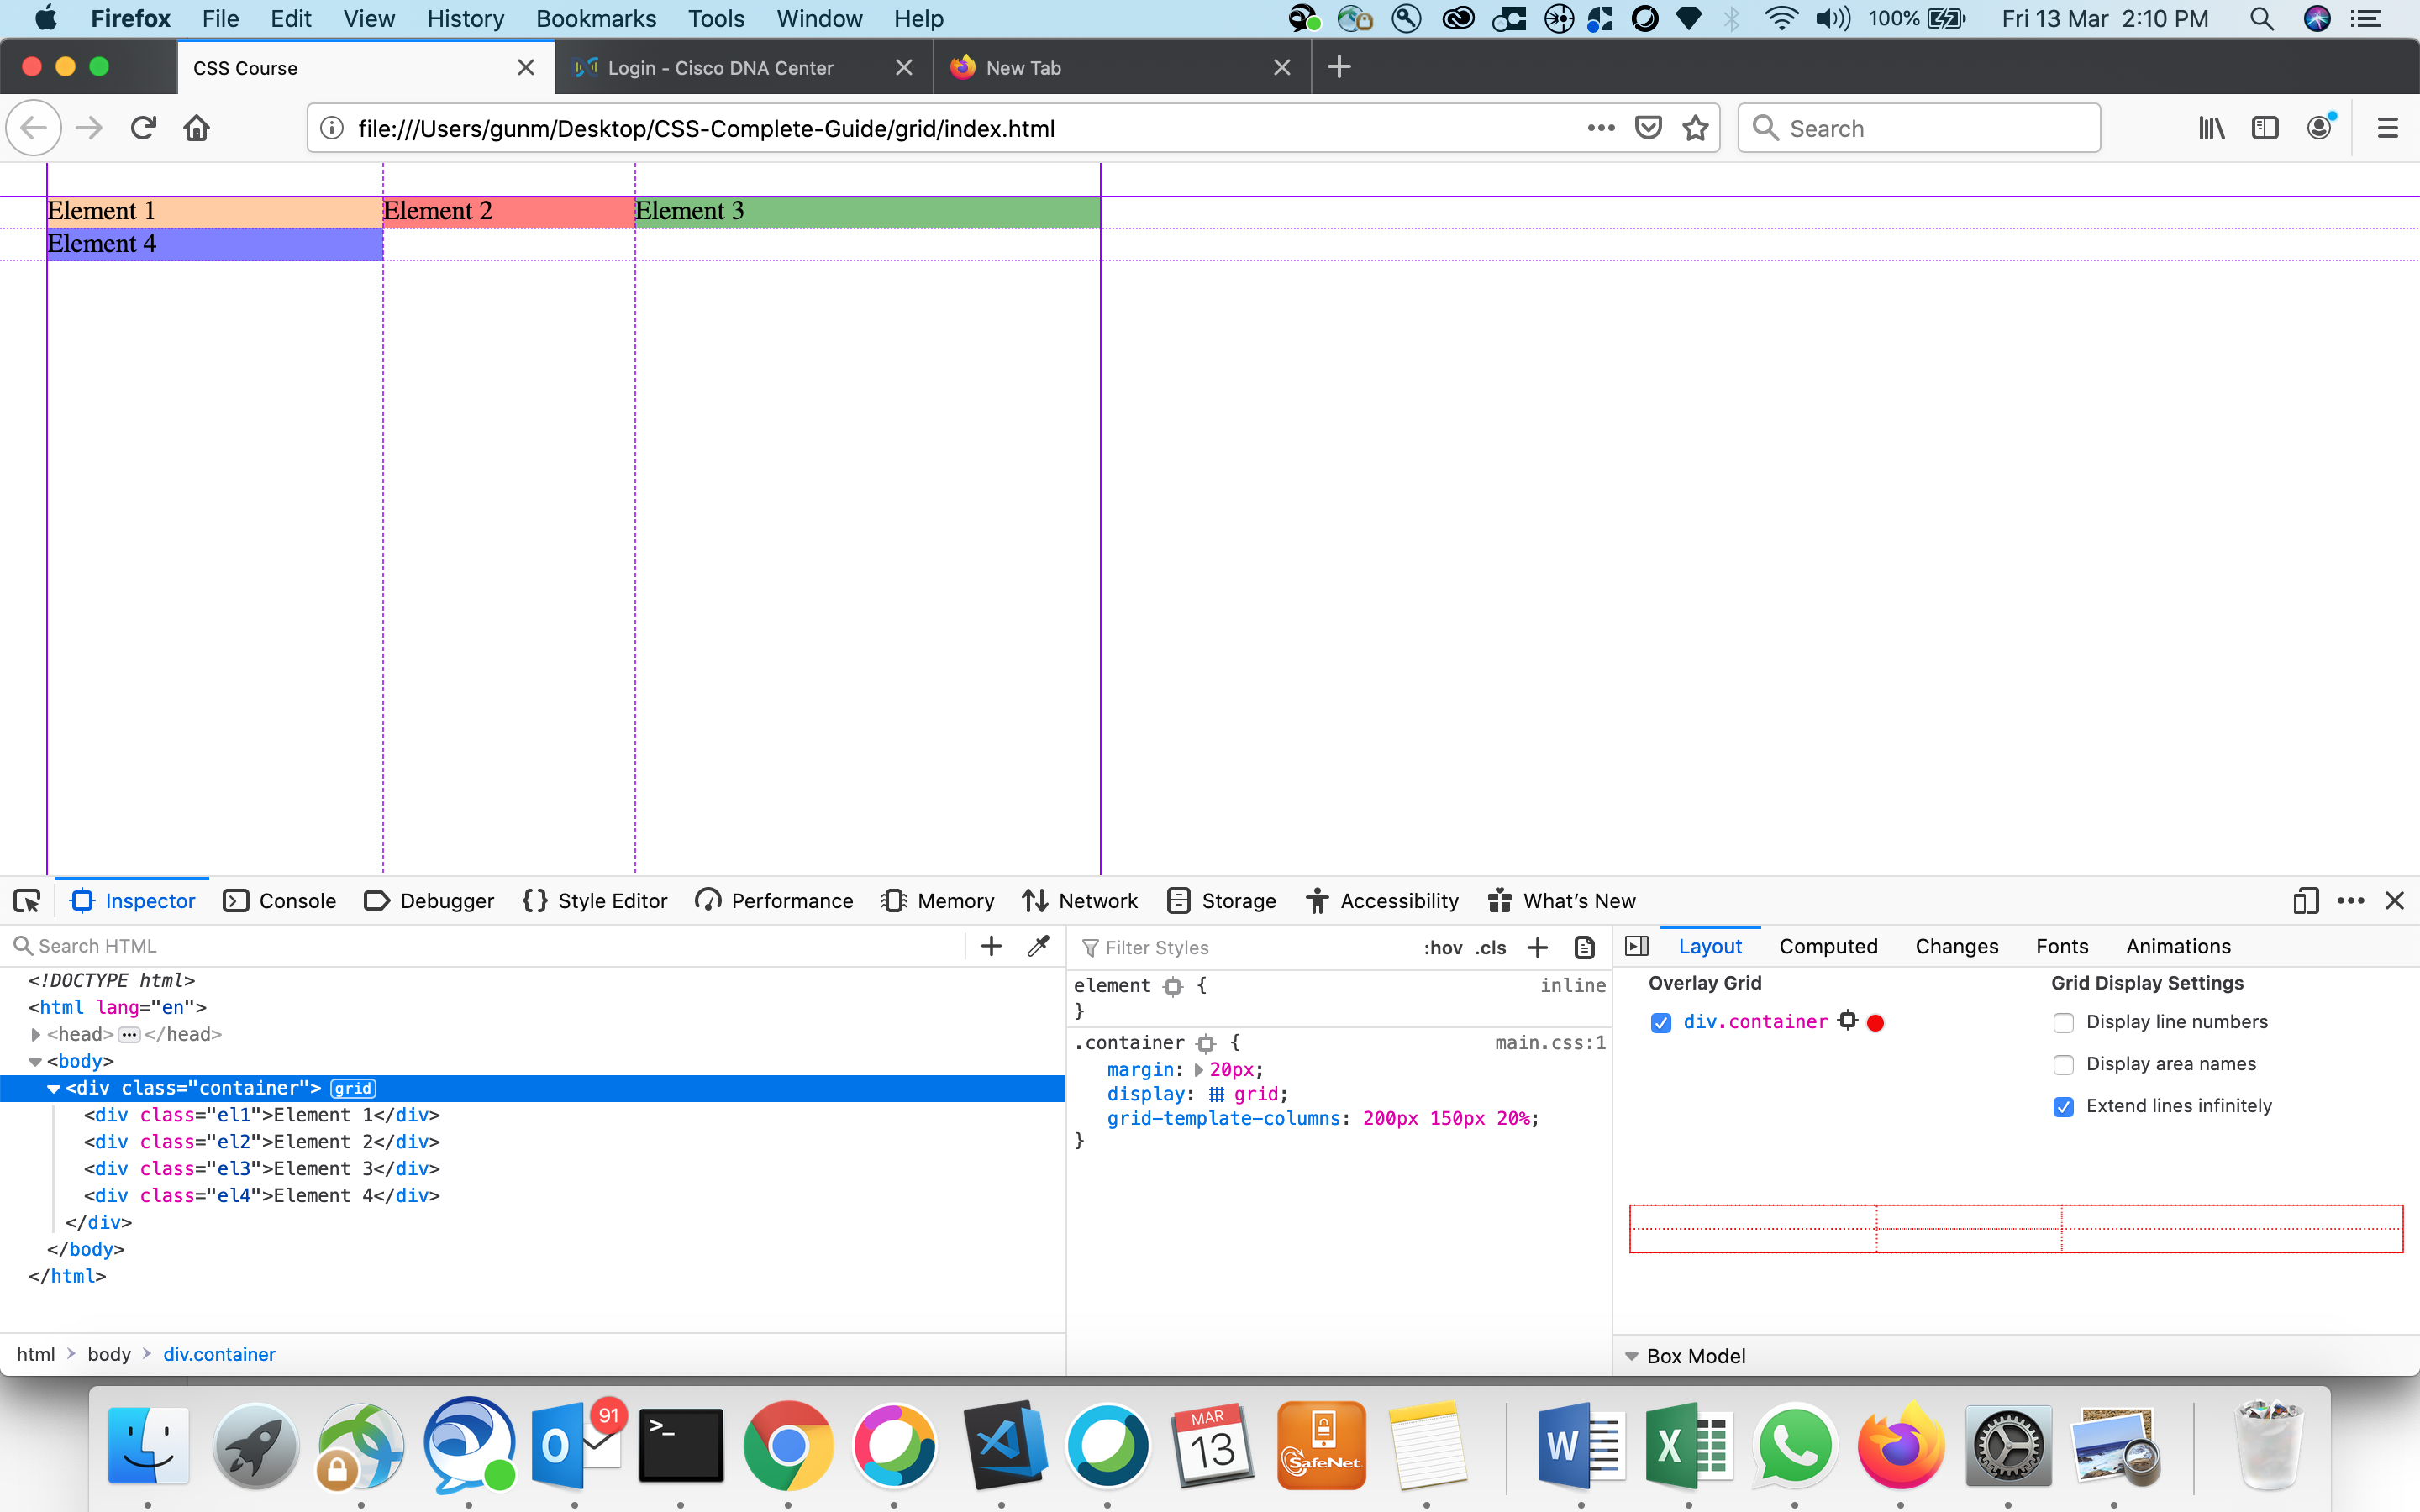 Firefox File Edit View History Bookmarks Tools Window Help 100% Fri 13 Mar 2:10 PM
CSS Course Login - Cisco DNA Center New Tab
file:///Users/gunm/Desktop/CSS-Complete-Guide/grid/index.html Search
Element 1 Element 2 Element 3
Element 4
Inspector Console Debugger Style Editor Performance Memory Network Storage Accessibility What's New
Search HTML
<!DOCTYPE html>
<html lang="en">
<head> ••• </head>
<body>
<div class="container"> grid
<div class="el1">Element 1</div>
<div class="el2">Element 2</div>
<div class="el3">Element 3</div>
<div class="el4">Element 4</div>
</div>
</body>
</html>
html > body > div.container
Filter Styles :hov .cls
element { inline
}
.container { main.css:1
margin: 20px;
display: grid;
grid-template-columns: 200px 150px 20%;
}
Layout Computed Changes Fonts Animations
Overlay Grid
div.container
Grid Display Settings
Display line numbers
Display area names
Extend lines infinitely
Box Model
91
>_
MAR
13
SafeNet
O
W
X